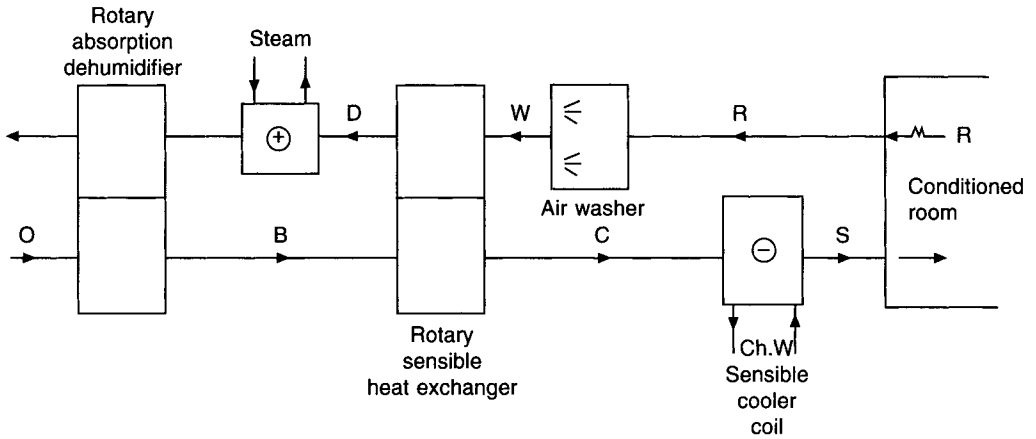 Rotary
absorption
dehumidifier
Steam
D
W
R
R
Conditioned
room
Air washer
O
B
C
S
Rotary
sensible
heat exchanger
Ch.W
Sensible
cooler
coil